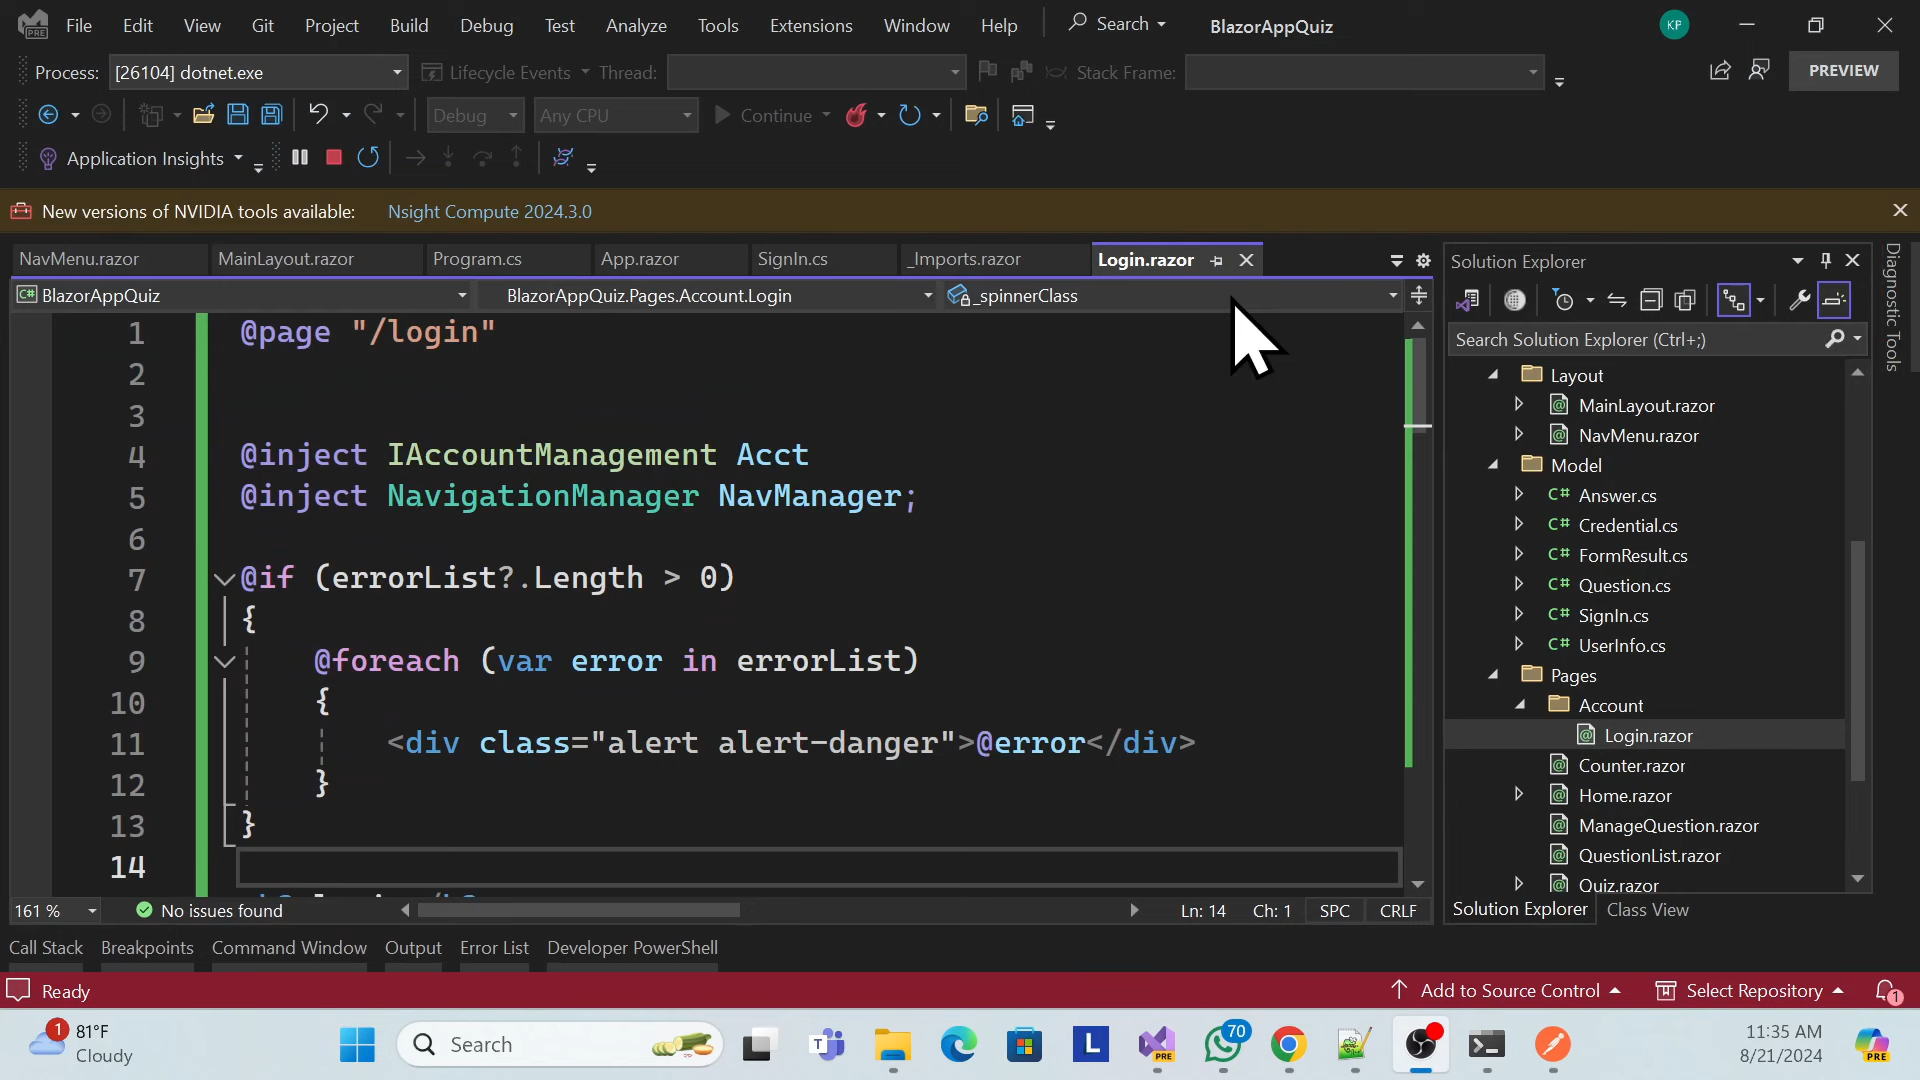 File Edit View Git Project Build Debug Test Analyze Tools Extensions Window Help Search BlazorAppQuiz KP
PRE
Process: [26104] dotnet.exe Lifecycle Events Thread: Stack Frame: PREVIEW
Debug Any CPU Continue
Application Insights
New versions of NVIDIA tools available: Nsight Compute 2024.3.0
NavMenu.razor MainLayout.razor Program.cs App.razor SignIn.cs _Imports.razor Login.razor
C# BlazorAppQuiz BlazorAppQuiz.Pages.Account.Login _spinnerClass
1 @page "/login"
2
3
4 @inject IAccountManagement Acct
5 @inject NavigationManager NavManager;
6
7 @if (errorList?.Length > 0)
8 {
9 @foreach (var error in errorList)
10 {
11 <div class="alert alert-danger">@error</div>
12 }
13 }
14
161 % No issues found Ln: 14 Ch: 1 SPC CRLF
Solution Explorer
Search Solution Explorer (Ctrl+;)
Layout
MainLayout.razor
NavMenu.razor
Model
C# Answer.cs
C# Credential.cs
C# FormResult.cs
C# Question.cs
C# SignIn.cs
C# UserInfo.cs
Pages
Account
Login.razor
Counter.razor
Home.razor
ManageQuestion.razor
QuestionList.razor
Quiz.razor
Solution Explorer Class View
Diagnostic Tools
Call Stack Breakpoints Command Window Output Error List Developer PowerShell
Ready Add to Source Control Select Repository 1
1 81°F
Cloudy
Search
T
L
PRE
70
11:35 AM
8/21/2024
PRE